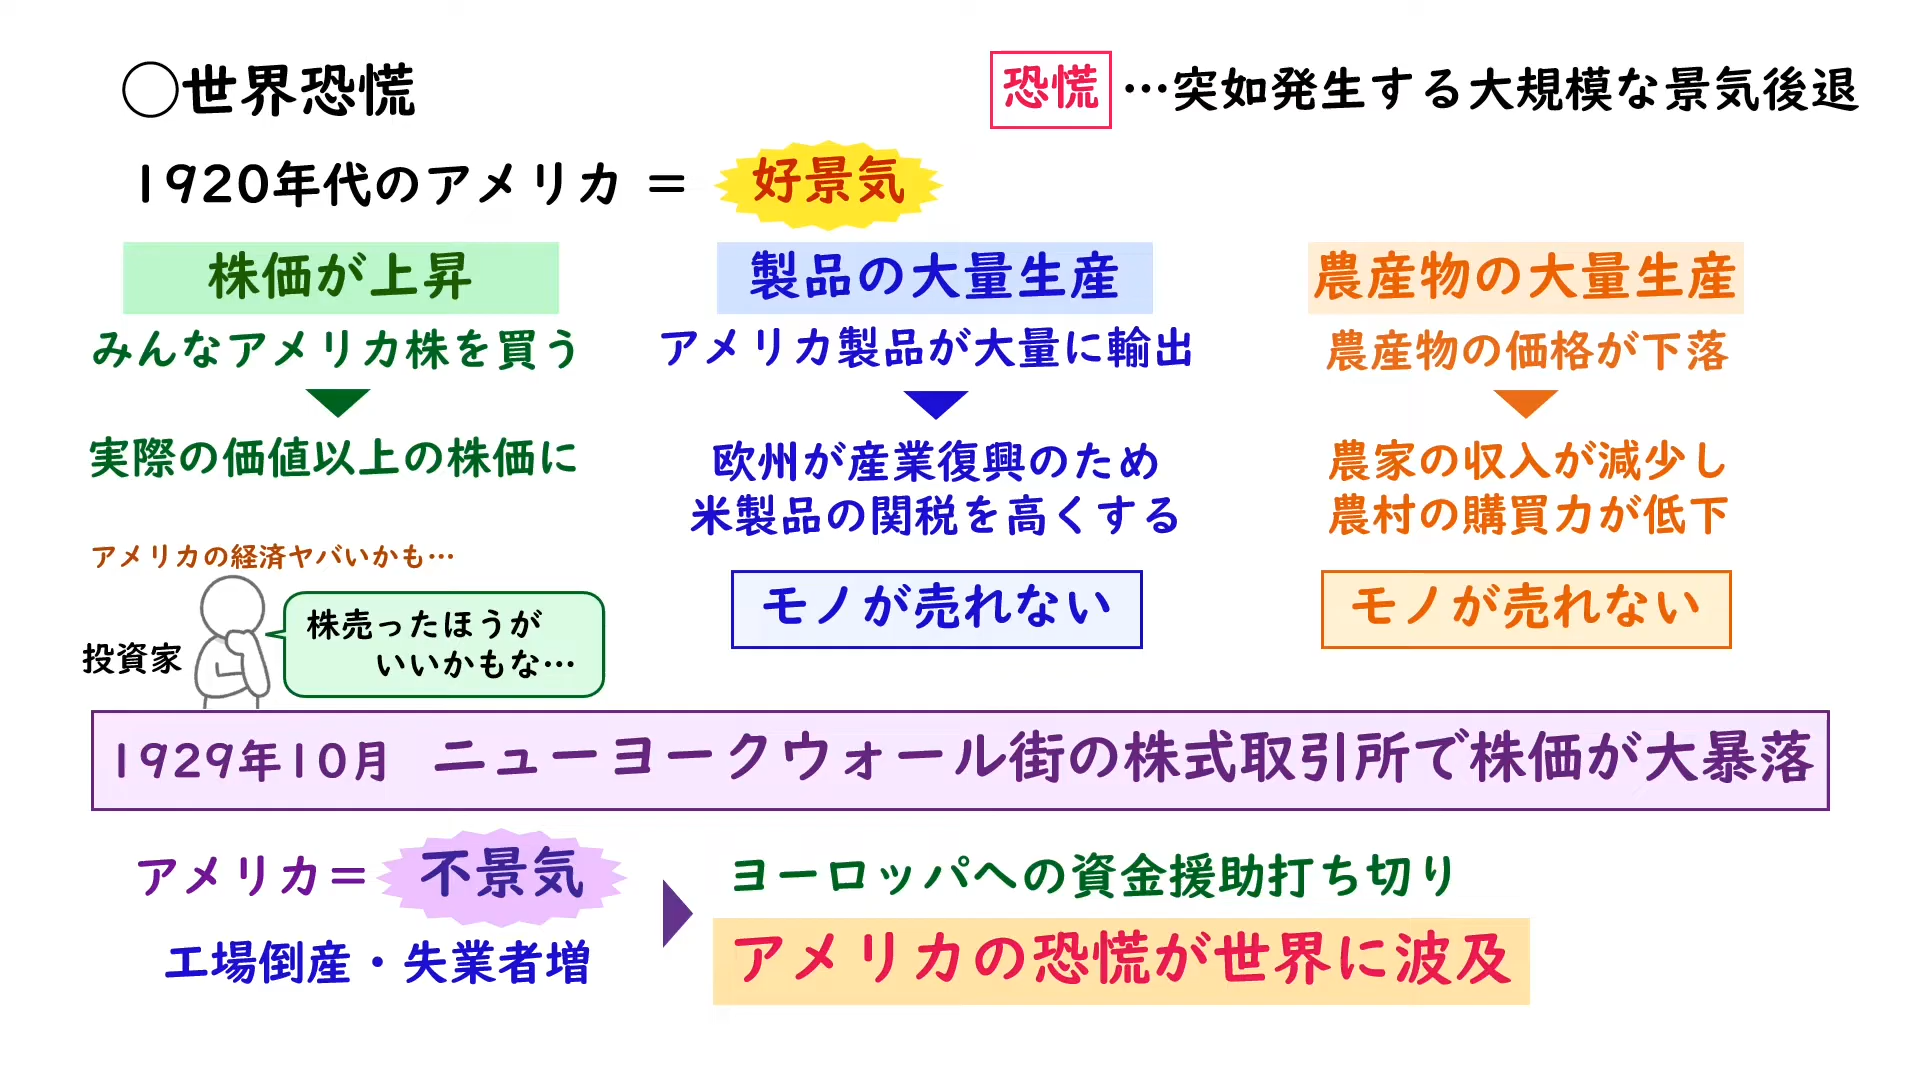 ◯世界恐慌
恐慌 …突如発生する大規模な景気後退
1920年代のアメリカ = 好景気
株価が上昇
みんなアメリカ株を買う
実際の価値以上の株価に
アメリカの経済ヤバいかも…
投資家
株売ったほうが
いいかもな…
製品の大量生産
アメリカ製品が大量に輸出
欧州が産業復興のため
米製品の関税を高くする
モノが売れない
農産物の大量生産
農産物の価格が下落
農家の収入が減少し
農村の購買力が低下
モノが売れない
1929年10月 ニューヨークウォール街の株式取引所で株価が大暴落
アメリカ= 不景気
工場倒産・失業者増
ヨーロッパへの資金援助打ち切り
アメリカの恐慌が世界に波及